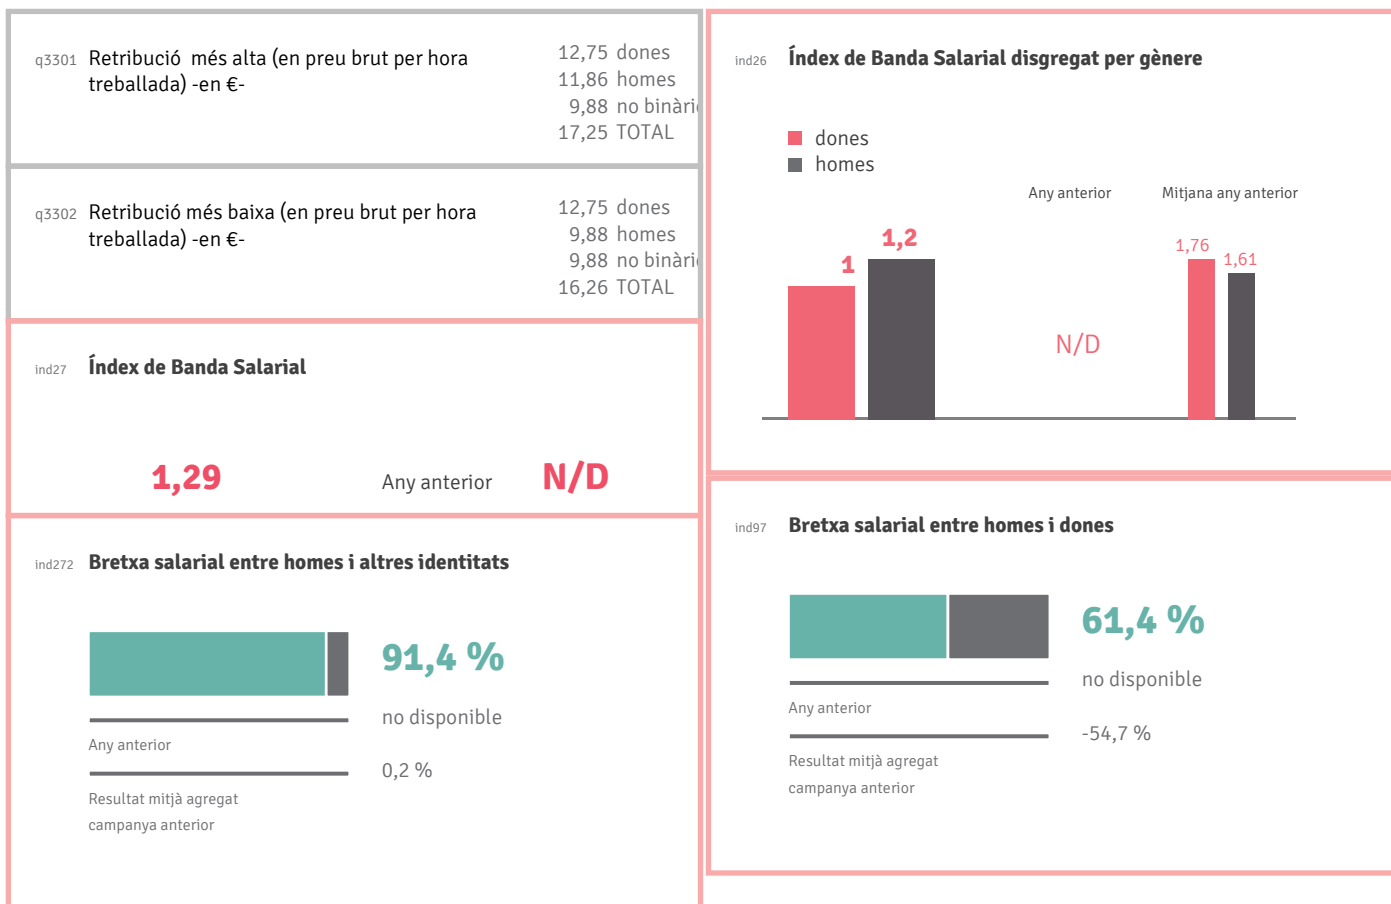 q3301 Retribució més alta (en preu brut per hora
treballada) -en €-
12,75 dones
11,86 homes
9,88 no binàri
17,25 TOTAL
q3302 Retribució més baixa (en preu brut per hora
treballada) -en €-
12,75 dones
9,88 homes
9,88 no binàri
16,26 TOTAL
ind27 Índex de Banda Salarial
1,29 Any anterior N/D
ind272 Bretxa salarial entre homes i altres identitats
91,4 %
no disponible
Any anterior
0,2 %
Resultat mitjà agregat
campanya anterior
ind26 Índex de Banda Salarial disgregat per gènere
dones
homes
Any anterior Mitjana any anterior
1 1,2
N/D
1,76 1,61
ind97 Bretxa salarial entre homes i dones
61,4 %
no disponible
Any anterior
-54,7 %
Resultat mitjà agregat
campanya anterior